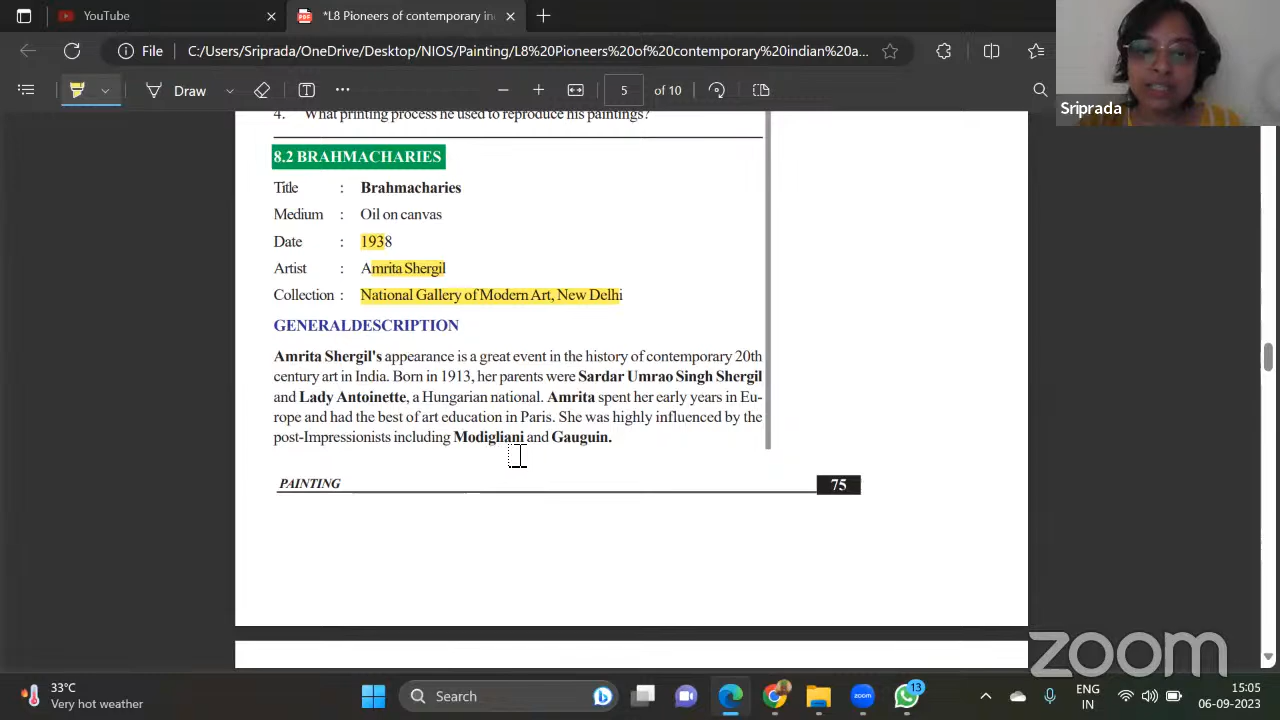 YouTube
*L8 Pioneers of contemporary in
File
C:/Users/Sriprada/OneDrive/Desktop/NIOS/Painting/L8%20Pioneers%20of%20contemporary%20indian%20a...
Draw
5 of 10
Sriprada
4. What printing process he used to reproduce his paintings?
8.2 BRAHMACHARIES
Title : Brahmacharies
Medium : Oil on canvas
Date : 1938
Artist : Amrita Shergil
Collection : National Gallery of Modern Art, New Delhi
GENERALDESCRIPTION
Amrita Shergil's appearance is a great event in the history of contemporary 20th
century art in India. Born in 1913, her parents were Sardar Umrao Singh Shergil
and Lady Antoinette, a Hungarian national. Amrita spent her early years in Eu-
rope and had the best of art education in Paris. She was highly influenced by the
post-Impressionists including Modigliani and Gauguin.
PAINTING 75
zoom
33°C
Very hot weather
Search
zoom
13
ENG
IN
15:05
06-09-2023